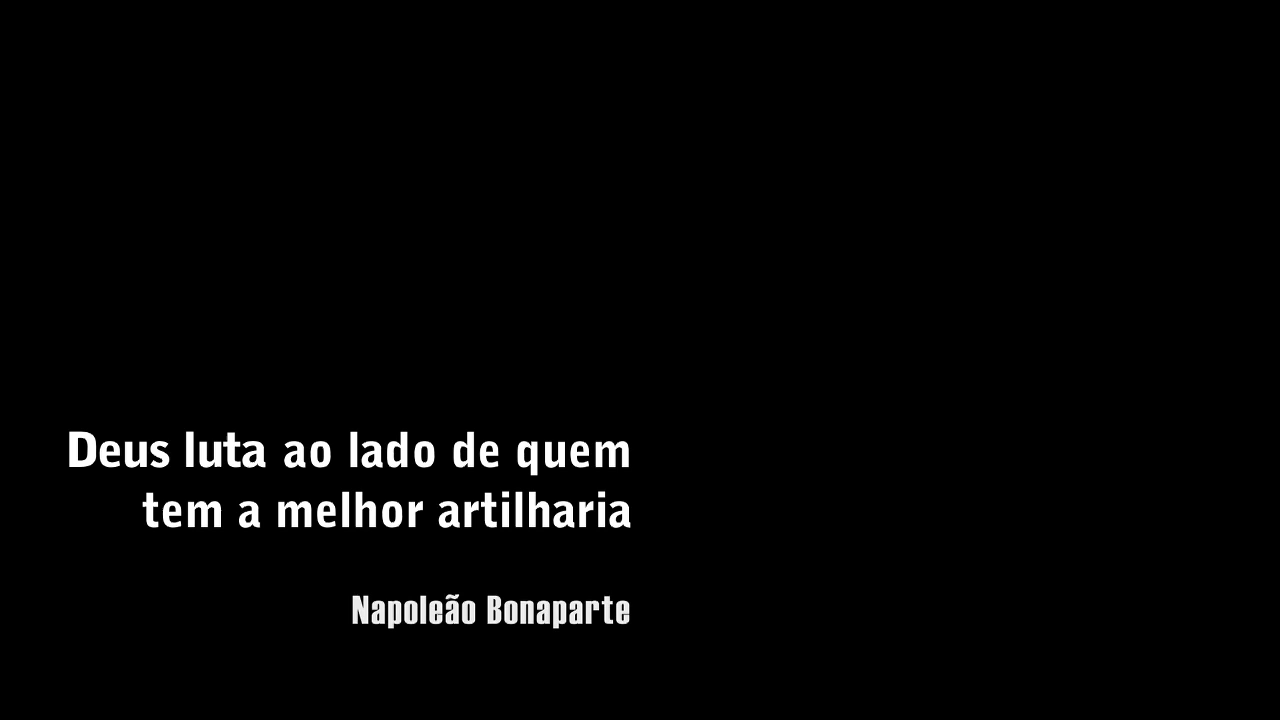 Deus luta ao lado de quem
tem a melhor artilharia
Napoleão Bonaparte